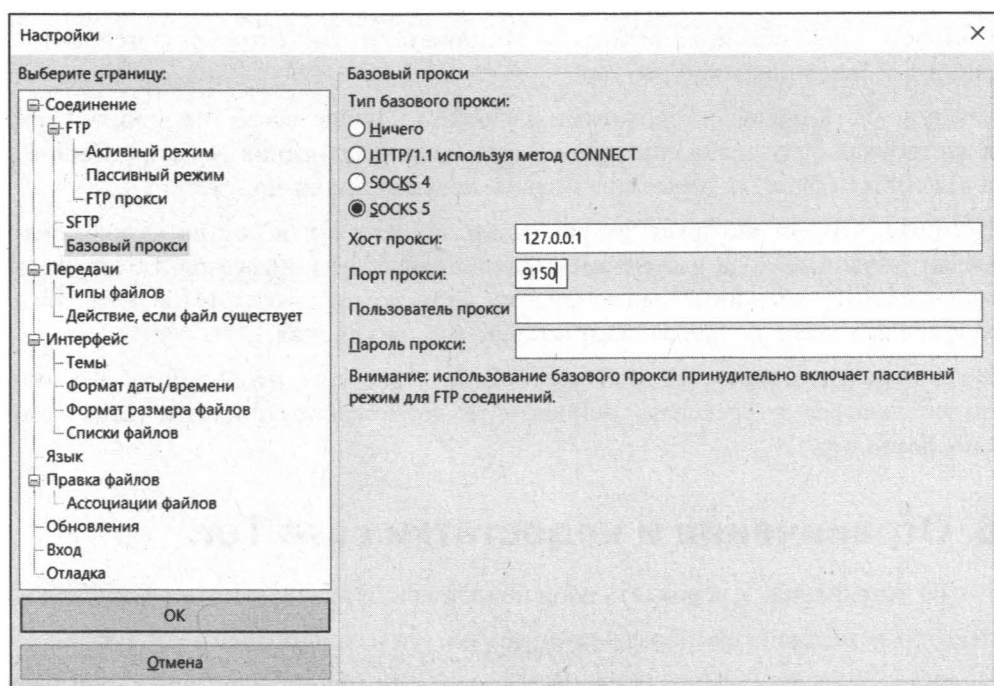 Настройки
Выберите страницу:
Соединение
FTP
Активный режим
Пассивный режим
FTP прокси
SFTP
Базовый прокси
Передачи
Типы файлов
Действие, если файл существует
Интерфейс
Темы
Формат даты/времени
Формат размера файлов
Списки файлов
Язык
Правка файлов
Ассоциации файлов
Обновления
Вход
Отладка
OK
Отмена
Базовый прокси
Тип базового прокси:
Ничего
HTTP/1.1 используя метод CONNECT
SOCKS 4
SOCKS 5
Хост прокси:
127.0.0.1
Порт прокси:
9150
Пользователь прокси
Пароль прокси:
Внимание: использование базового прокси принудительно включает пассивный
режим для FTP соединений.